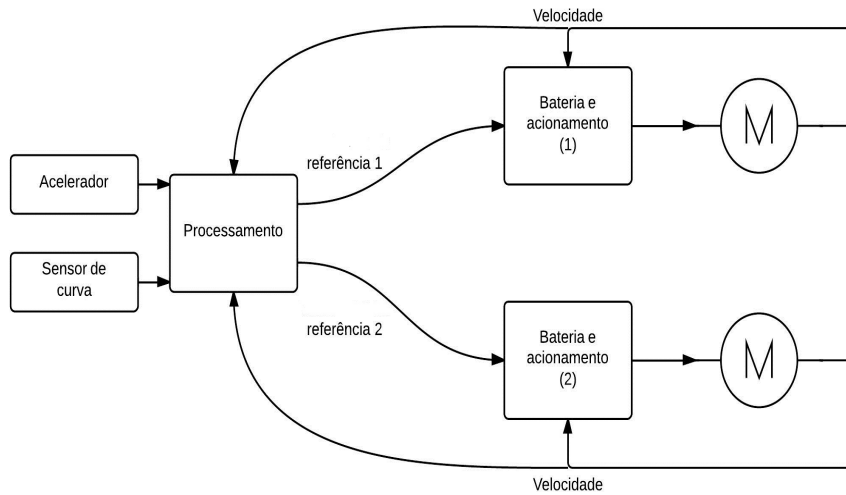 Velocidade
Bateria e
acionamento
(1)
M
referência 1
Acelerador
Processamento
Sensor de
curva
referência 2
Bateria e
acionamento
(2)
M
Velocidade